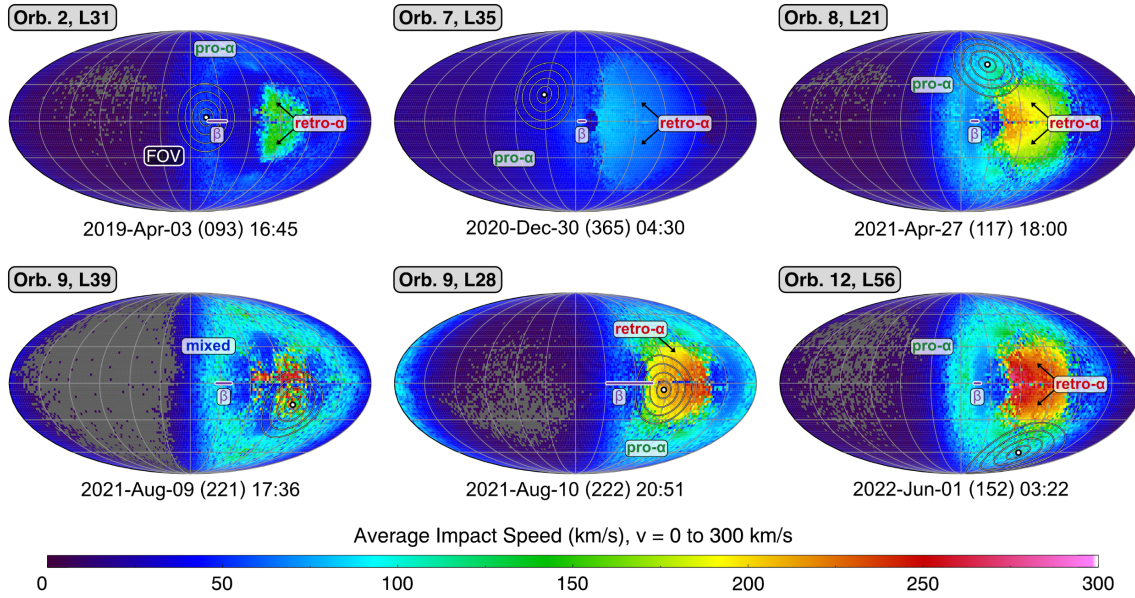 Orb. 2, L31
pro-α
retro-α
β
FOV
2019-Apr-03 (093) 16:45
Orb. 7, L35
retro-α
β
pro-α
2020-Dec-30 (365) 04:30
Orb. 8, L21
pro-α
retro-α
β
2021-Apr-27 (117) 18:00
Orb. 9, L39
mixed
β
2021-Aug-09 (221) 17:36
Orb. 9, L28
retro-α
β
pro-α
2021-Aug-10 (222) 20:51
Orb. 12, L56
pro-α
retro-α
β
2022-Jun-01 (152) 03:22
Average Impact Speed (km/s), v = 0 to 300 km/s
0 50 100 150 200 250 300